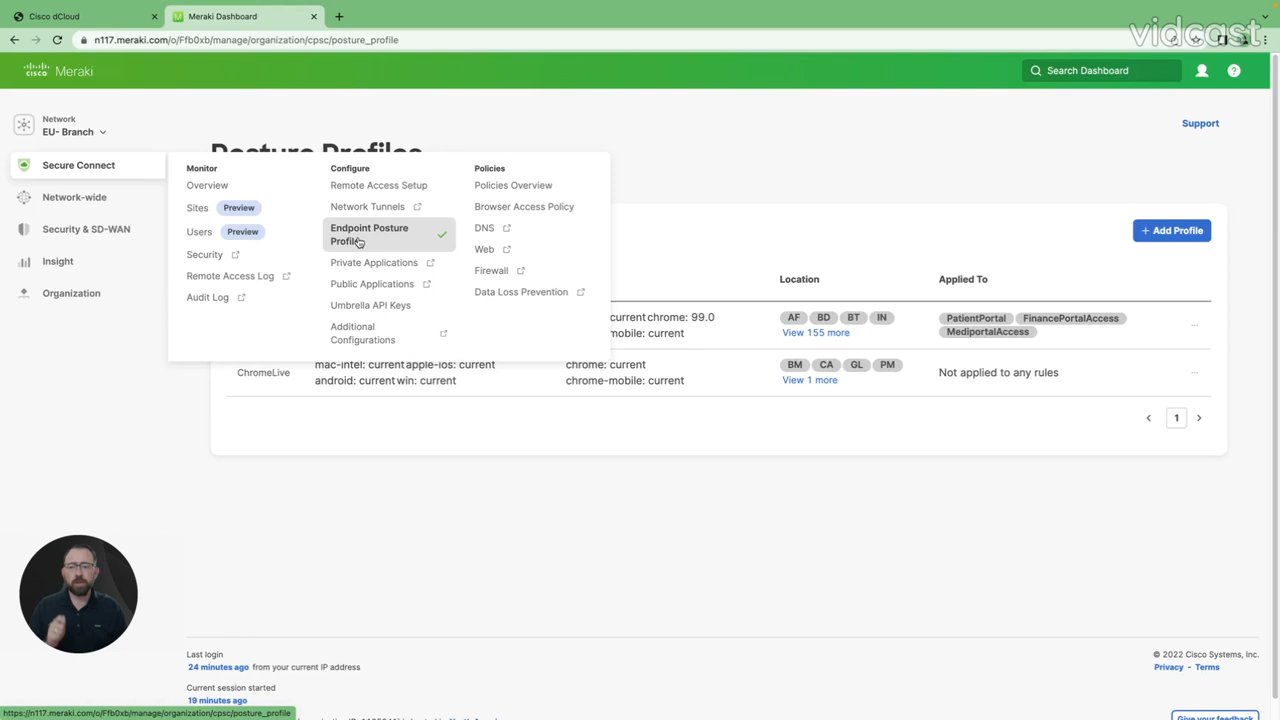 Cisco dCloud
Meraki Dashboard
vidcast
n117.meraki.com/o/Ffb0xb/manage/organization/cpsc/posture_profile
CISCO Meraki
Search Dashboard
Network
EU- Branch
Support
Posture Profiles
Secure Connect
Network-wide
Security & SD-WAN
Insight
Organization
Monitor
Overview
Sites Preview
Users Preview
Security
Remote Access Log
Audit Log
Configure
Remote Access Setup
Network Tunnels
Endpoint Posture
Profile
Private Applications
Public Applications
Umbrella API Keys
Additional
Configurations
Policies
Policies Overview
Browser Access Policy
DNS
Web
Firewall
Data Loss Prevention
+ Add Profile
Location
Applied To
current chrome: 99.0
mobile: current
AF BD BT IN
View 155 more
PatientPortal FinancePortalAccess
MediportalAccess
...
ChromeLive
mac-intel: current apple-ios: current
android: current win: current
chrome: current
chrome-mobile: current
BM CA GL PM
View 1 more
Not applied to any rules
...
1
Last login
24 minutes ago from your current IP address
Current session started
19 minutes ago
© 2022 Cisco Systems, Inc.
Privacy - Terms
https://n117.meraki.com/o/Ffb0xb/manage/organization/cpsc/posture_profile
Give your feedback